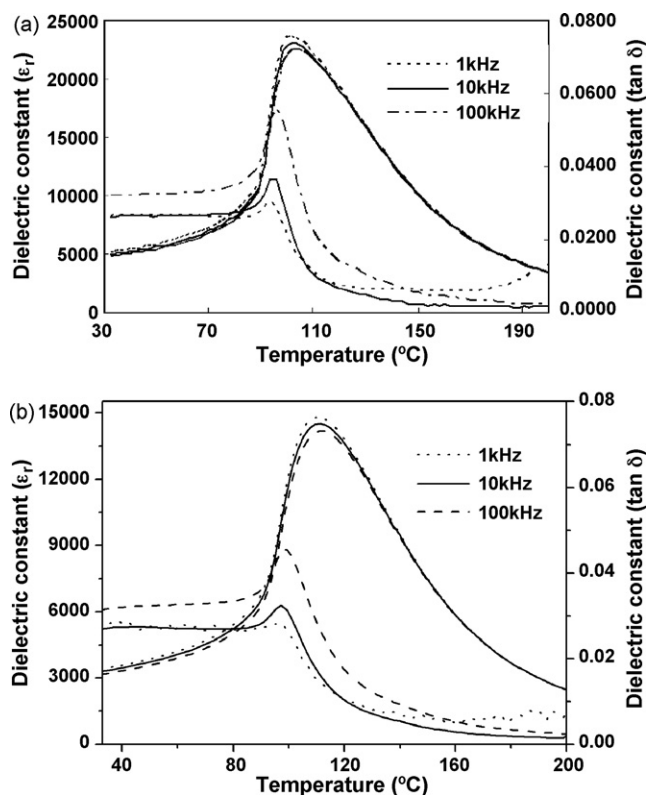 (a)
25000
20000
15000
10000
5000
0
Dielectric constant (εr)
0.0800
0.0600
0.0400
0.0200
0.0000
Dielectric constant (tan δ)
1kHz
10kHz
100kHz
30 70 110 150 190
Temperature (ºC)
(b)
15000
12000
9000
6000
3000
0
Dielectric constant (εr)
0.08
0.06
0.04
0.02
0.00
Dielectric constant (tan δ)
1kHz
10kHz
100kHz
40 80 120 160 200
Temperature (ºC)